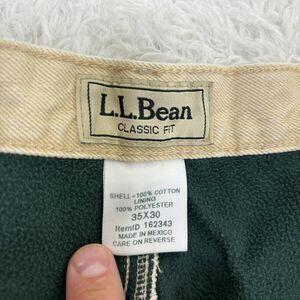 L.L.Bean
CLASSIC FIT
SHELL-100% COTTON
LINING
100% POLYESTER
35X30
ItemID 162343
MADE IN MEXICO
CARE ON REVERSE